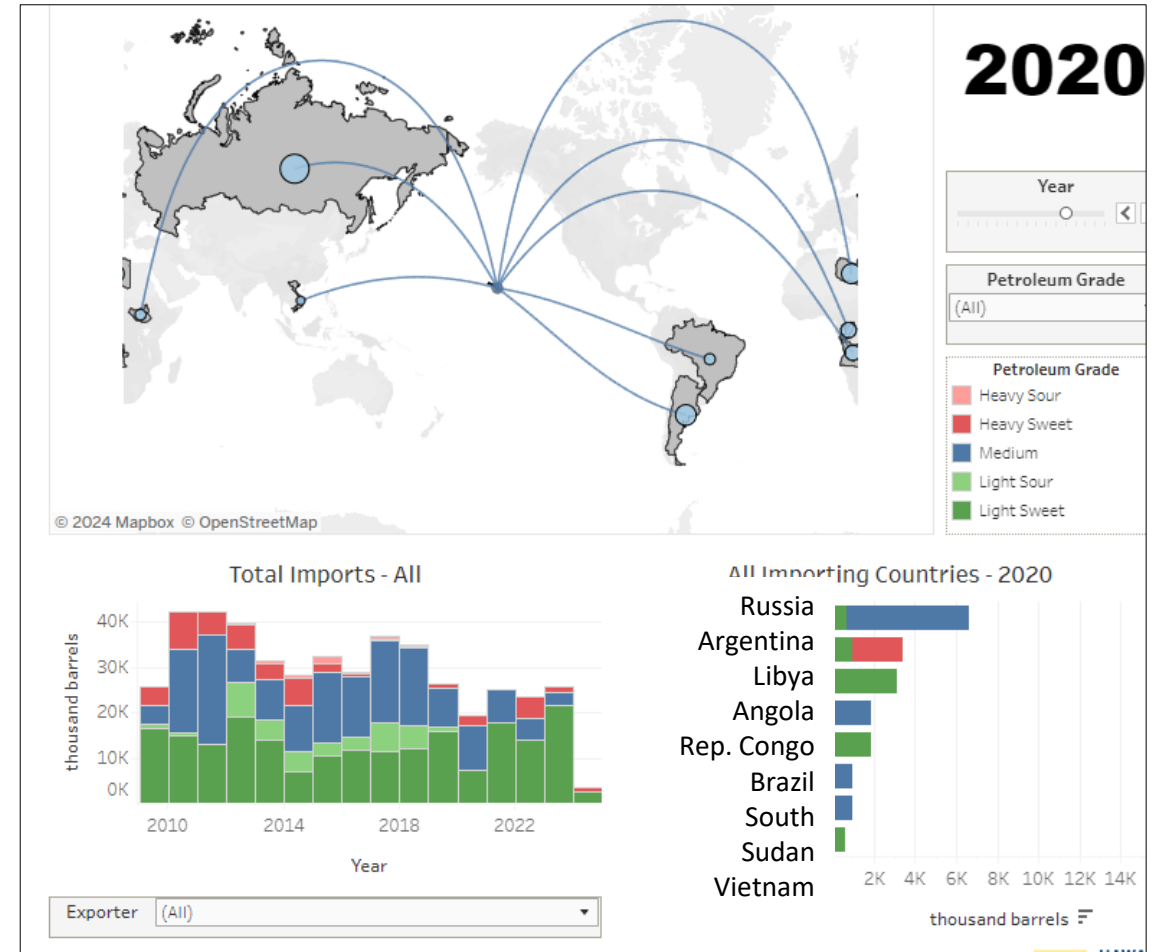 2020
Year
Petroleum Grade
(All)
Petroleum Grade
Heavy Sour
Heavy Sweet
Medium
Light Sour
Light Sweet
© 2024 Mapbox © OpenStreetMap
Total Imports - All
thousand barrels
40K
30K
20K
10K
0K
2010 2014 2018 2022
Year
Exporter (All)
All Importing Countries - 2020
Russia
Argentina
Libya
Angola
Rep. Congo
Brazil
South
Sudan
Vietnam
2K 4K 6K 8K 10K 12K 14K
thousand barrels